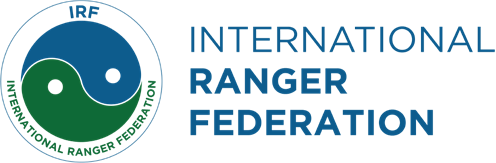 IRF
INTERNATIONAL RANGER FEDERATION
INTERNATIONAL
RANGER
FEDERATION